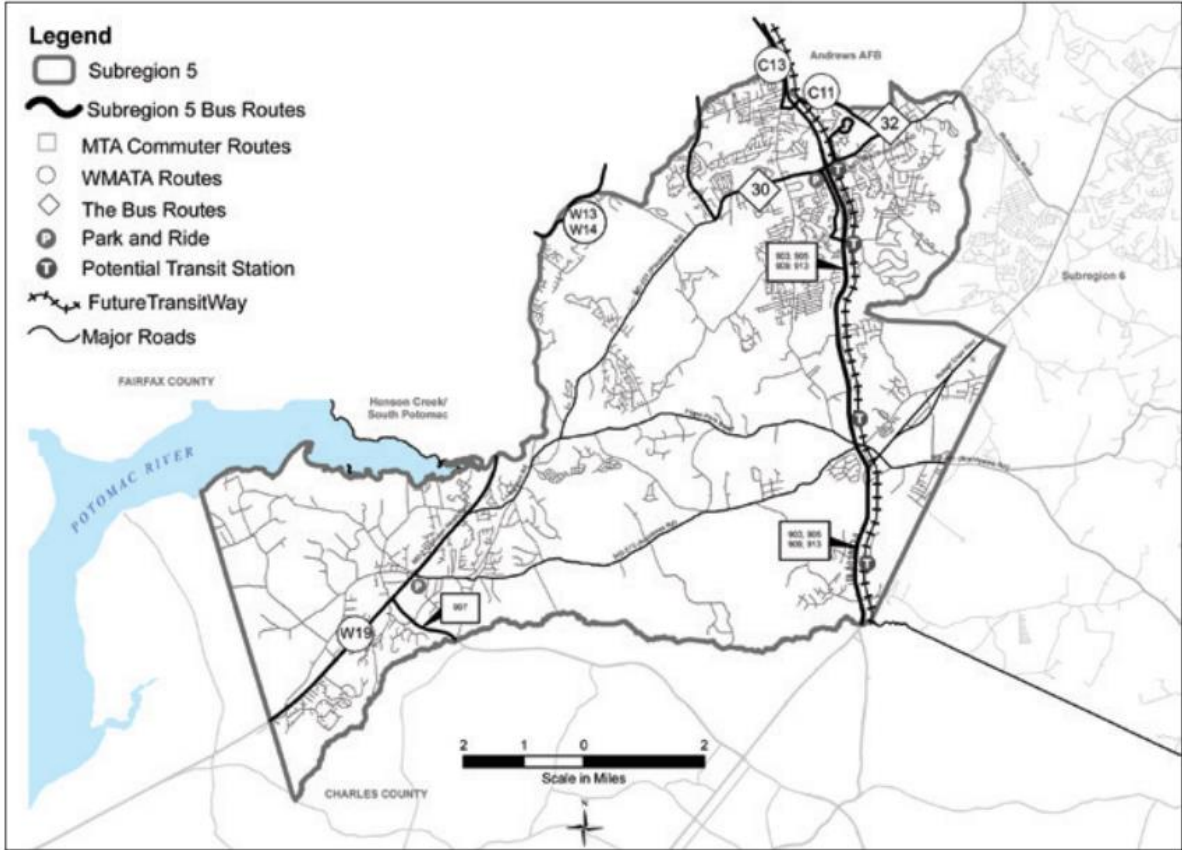 Legend
Subregion 5
Subregion 5 Bus Routes
MTA Commuter Routes
WMATA Routes
The Bus Routes
P
Park and Ride
T
Potential Transit Station
FutureTransitWay
Major Roads
Andrews AFB
C13
C11
32
30
W13
W14
P
T
T
903, 905
909, 913
Subregion 6
FAIRFAX COUNTY
Henson Creek/
South Potomac
POTOMAC RIVER
T
903, 905
909, 913
T
P
907
W19
2 1 0 2
Scale in Miles
CHARLES COUNTY
N